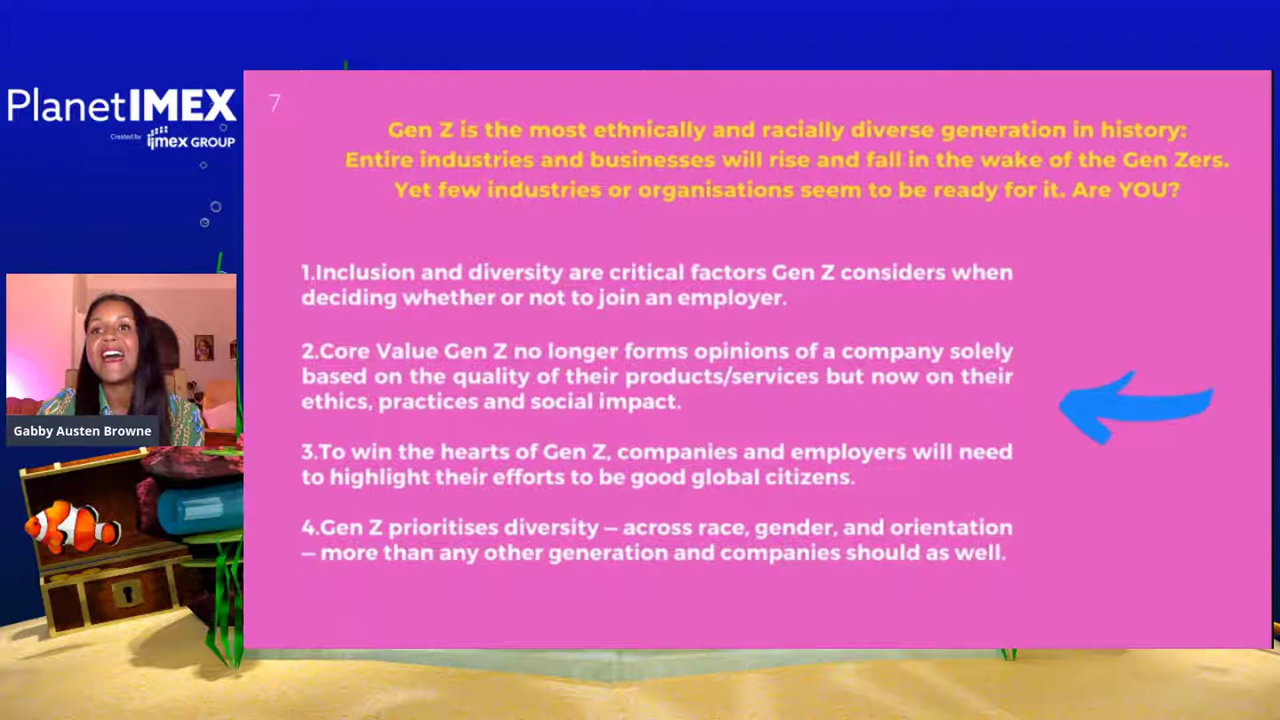 PlanetIMEX
Created by imex GROUP
7
Gen Z is the most ethnically and racially diverse generation in history:
Entire industries and businesses will rise and fall in the wake of the Gen Zers.
Yet few industries or organisations seem to be ready for it. Are YOU?
1.Inclusion and diversity are critical factors Gen Z considers when
deciding whether or not to join an employer.
2.Core Value Gen Z no longer forms opinions of a company solely
based on the quality of their products/services but now on their
ethics, practices and social impact.
3.To win the hearts of Gen Z, companies and employers will need
to highlight their efforts to be good global citizens.
4.Gen Z prioritises diversity — across race, gender, and orientation
— more than any other generation and companies should as well.
Gabby Austen Browne